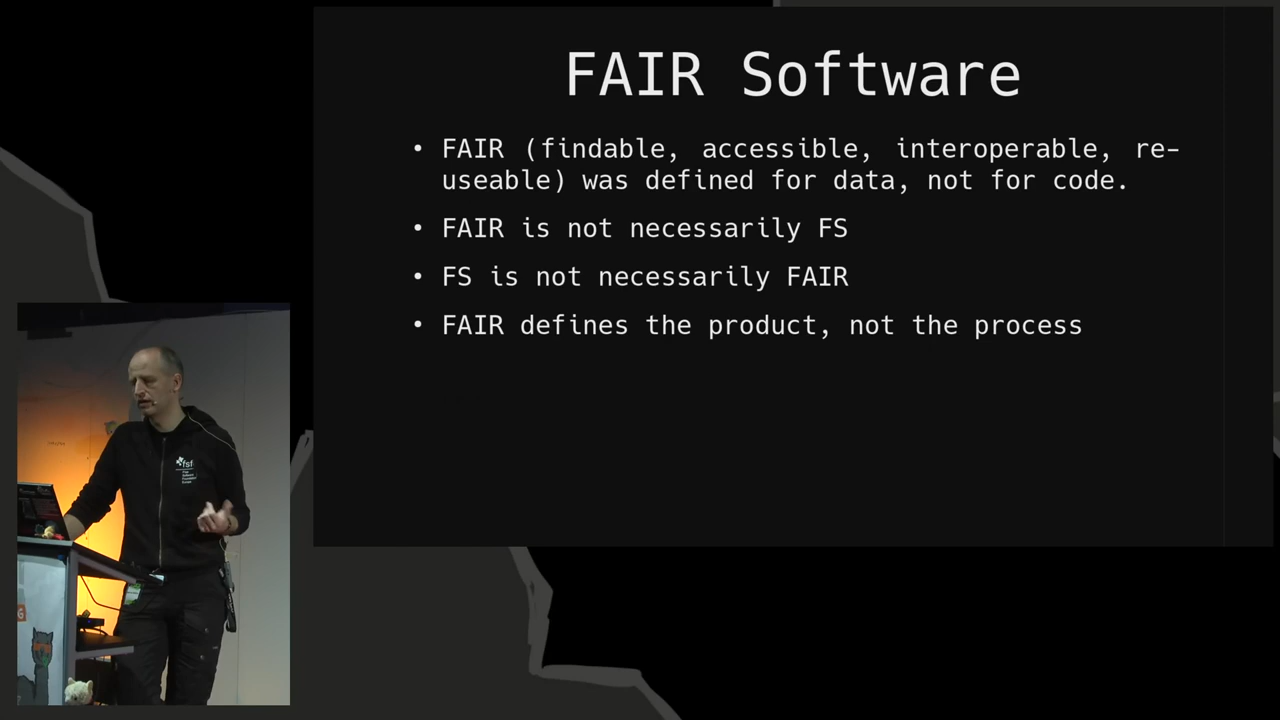 FAIR Software
• FAIR (findable, accessible, interoperable, re-
useable) was defined for data, not for code.
• FAIR is not necessarily FS
• FS is not necessarily FAIR
• FAIR defines the product, not the process
fsf